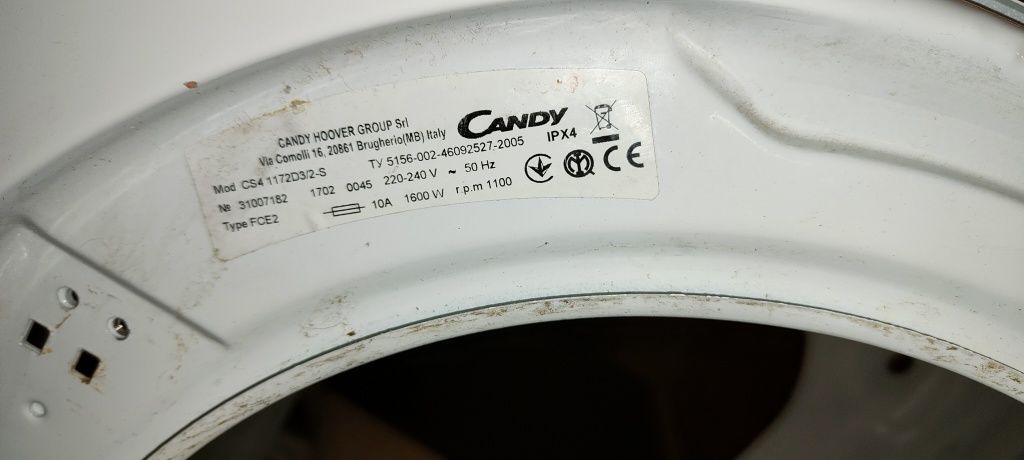 CANDY HOOVER GROUP Srl
Via Comolli 16, 20861 Brugherio(MB) Italy
CANDY
Mod CS4 1172D3/2-S
ТУ 5156-002-46092527-2005
IPX4
№ 31007182 1702 0045 220-240 V ~ 50 Hz
CE
Type FCE2 10A 1600 W r.p.m 1100